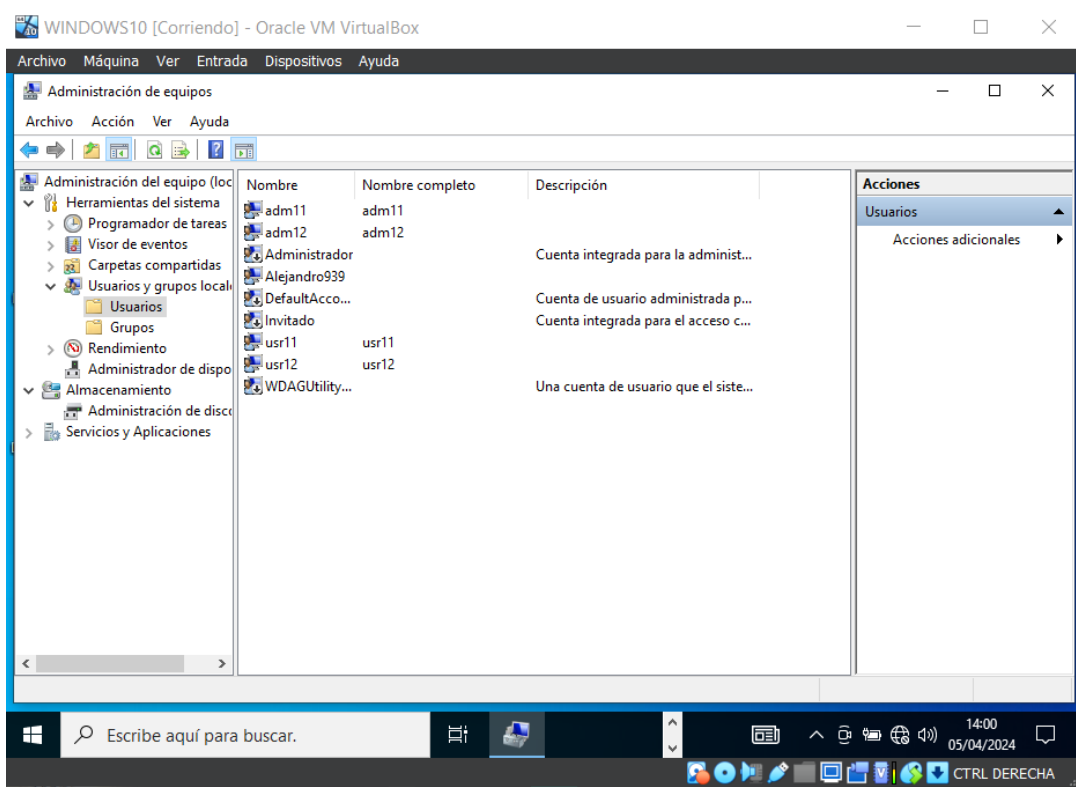 WINDOWS10 [Corriendo] - Oracle VM VirtualBox
Archivo Máquina Ver Entrada Dispositivos Ayuda
Administración de equipos
Archivo Acción Ver Ayuda
Administración del equipo (loc
Herramientas del sistema
Programador de tareas
Visor de eventos
Carpetas compartidas
Usuarios y grupos local
Usuarios
Grupos
Rendimiento
Administrador de dispo
Almacenamiento
Administración de disco
Servicios y Aplicaciones
Nombre Nombre completo Descripción
adm11 adm11
adm12 adm12
Administrador Cuenta integrada para la administ...
Alejandro939
DefaultAcco... Cuenta de usuario administrada p...
Invitado Cuenta integrada para el acceso c...
usr11 usr11
usr12 usr12
WDAGUtility... Una cuenta de usuario que el siste...
Acciones
Usuarios
Acciones adicionales
Escribe aquí para buscar.
14:00
05/04/2024
CTRL DERECHA